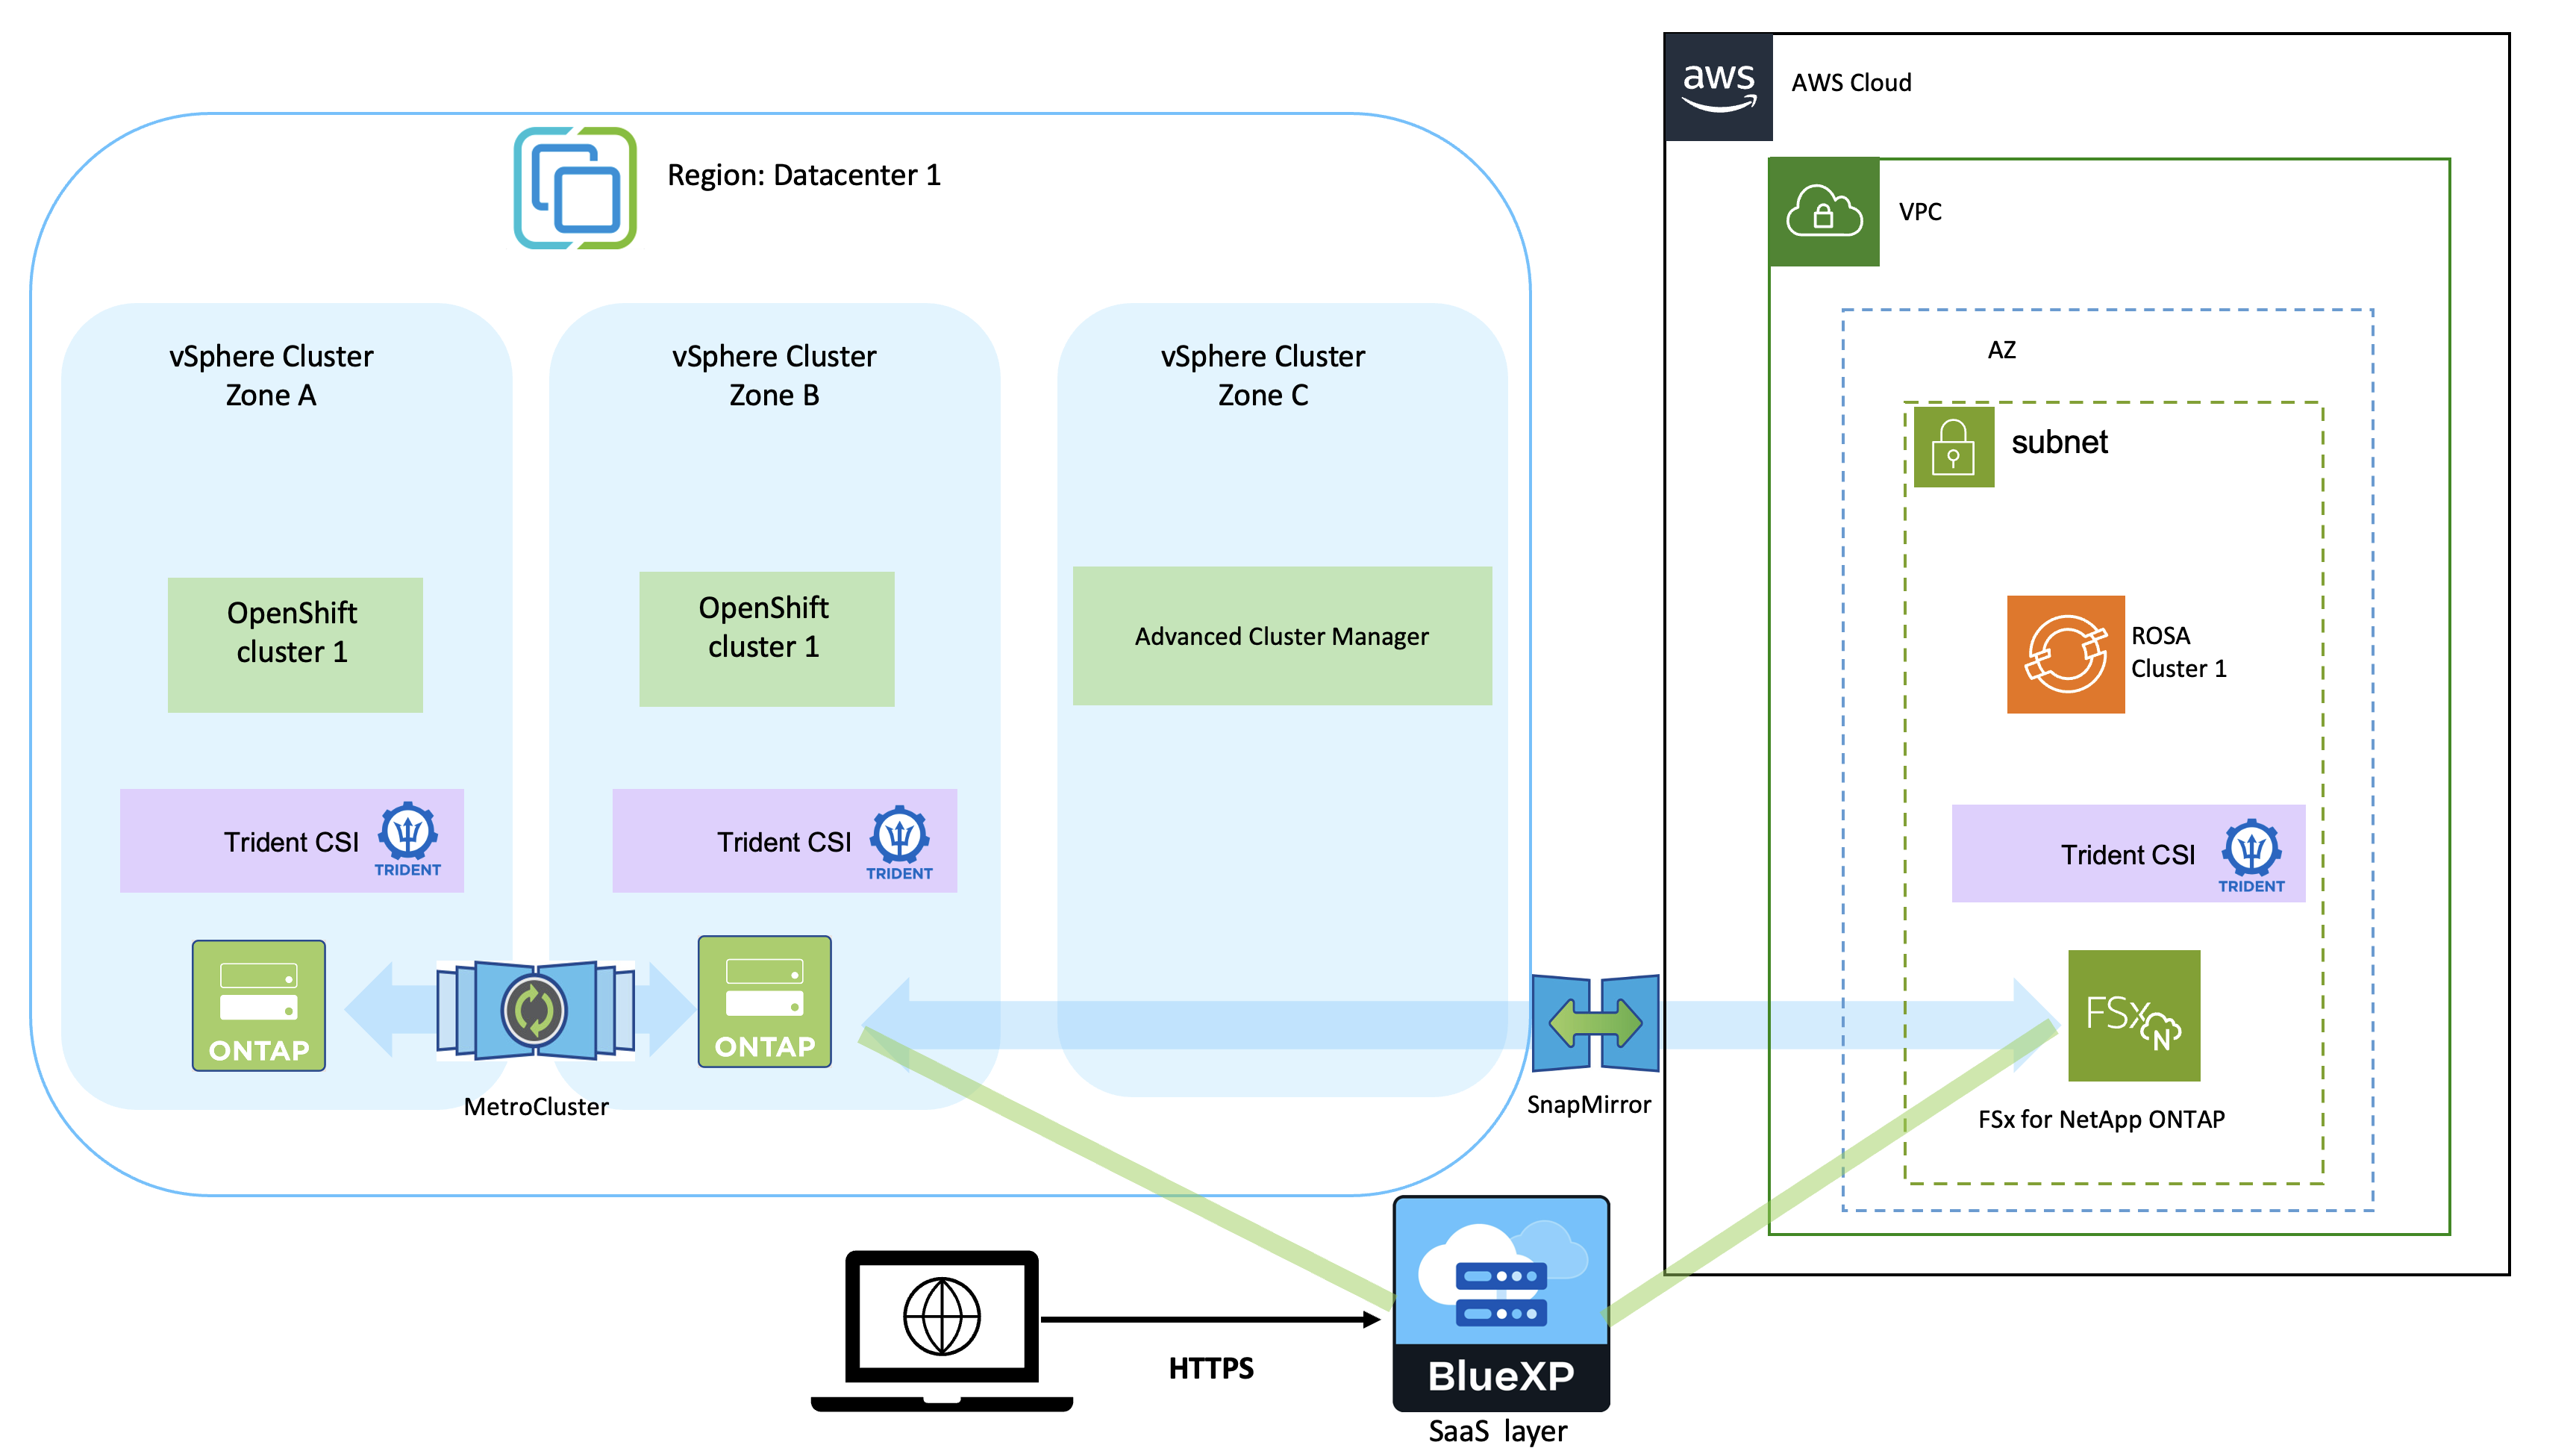 aws
AWS Cloud
Region: Datacenter 1
VPC
vSphere Cluster
Zone A
vSphere Cluster
Zone B
vSphere Cluster
Zone C
AZ
subnet
OpenShift
cluster 1
OpenShift
cluster 1
Advanced Cluster Manager
ROSA
Cluster 1
Trident CSI
TRIDENT
Trident CSI
TRIDENT
Trident CSI
TRIDENT
ONTAP
ONTAP
FSx
N
MetroCluster
SnapMirror
FSx for NetApp ONTAP
HTTPS
BlueXP
SaaS layer